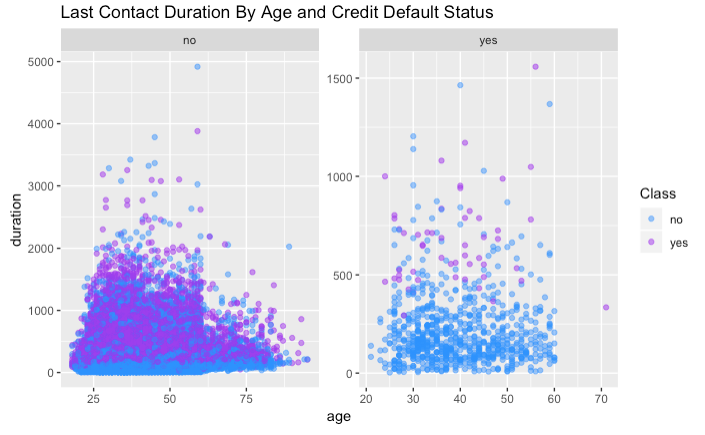 Last Contact Duration By Age and Credit Default Status
no
yes
5000
4000
3000
2000
1000
0
1500
1000
500
0
25
50
75
20
30
40
50
60
70
duration
age
Class
no
yes